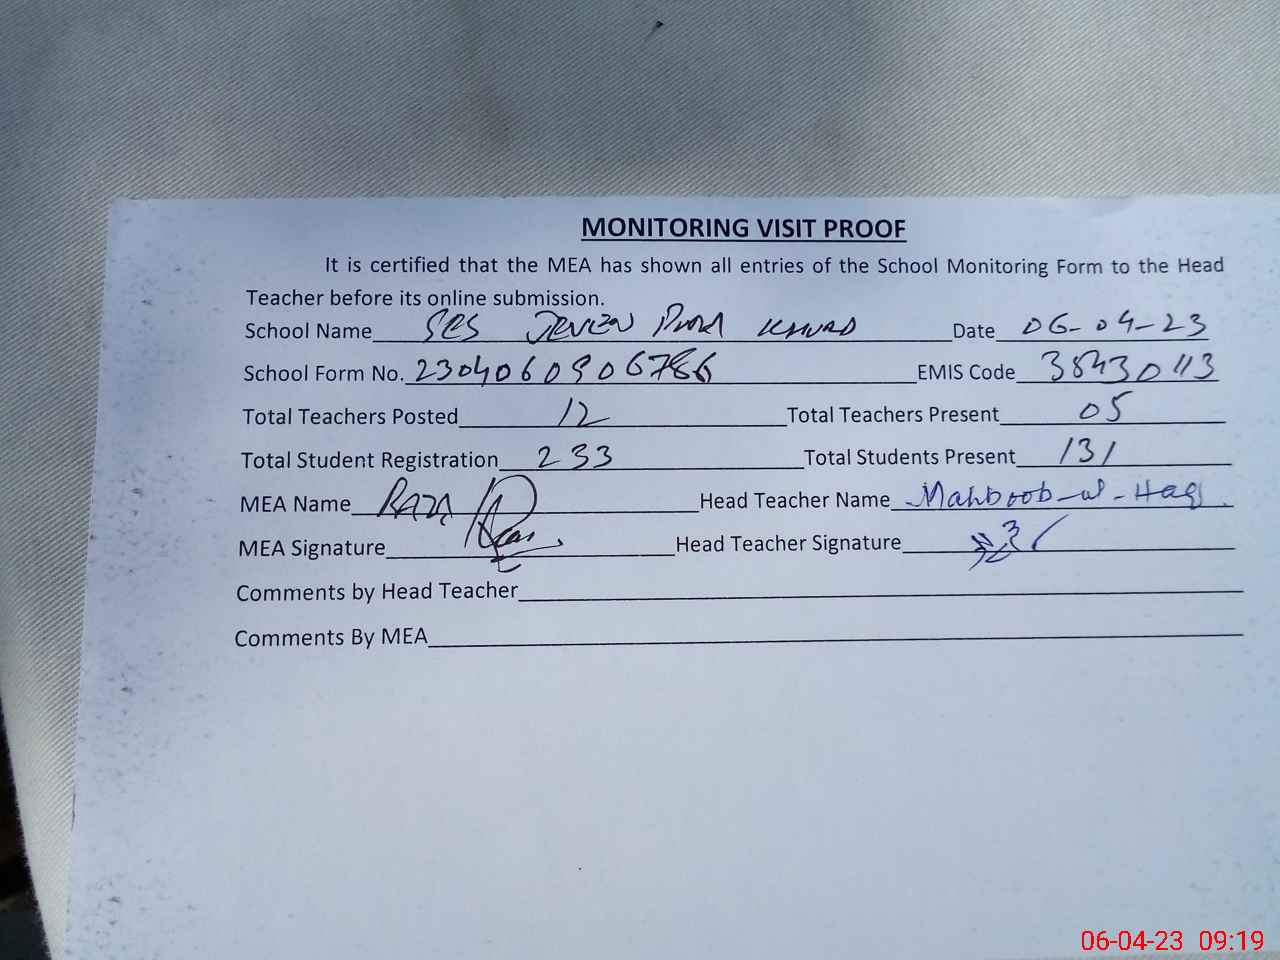 MONITORING VISIT PROOF
It is certified that the MEA has shown all entries of the School Monitoring Form to the Head
Teacher before its online submission.
School Name Date 06-04-23
School Form No. 2304060906786 EMIS Code 38430113
Total Teachers Posted 12 Total Teachers Present 05
Total Student Registration 233 Total Students Present 131
MEA Name Raza Head Teacher Name Mahboob-ul-Haq
MEA Signature Head Teacher Signature
Comments by Head Teacher
Comments By MEA
06-04-23 09:19